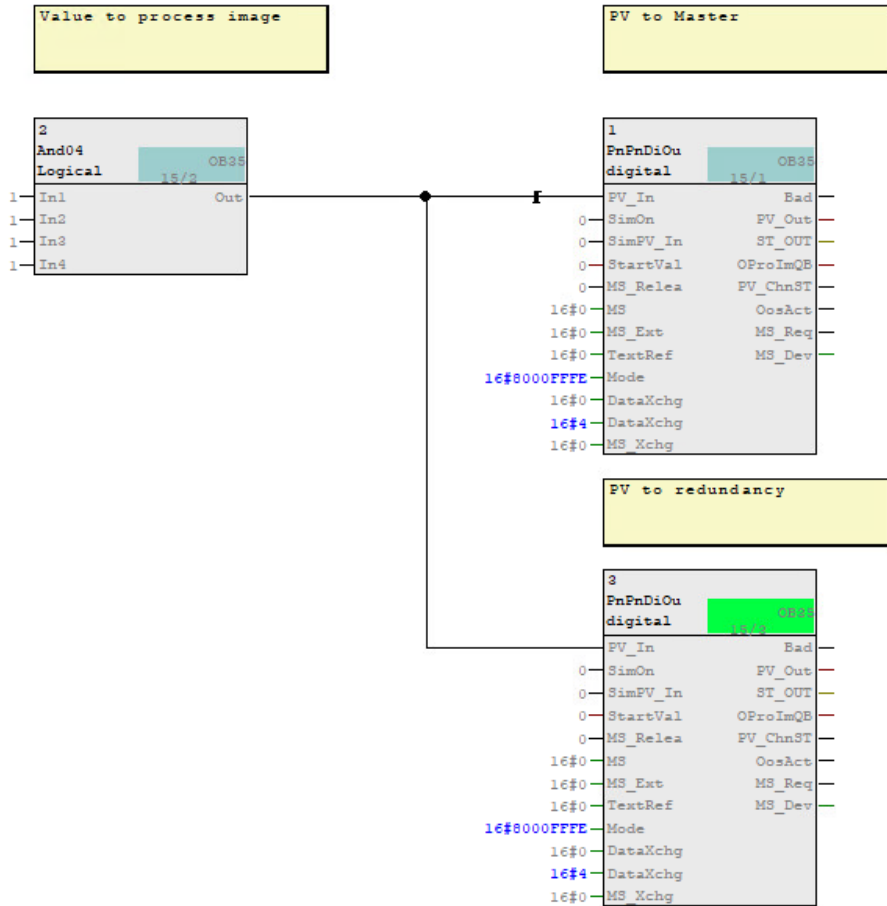 Value to process image
PV to Master
2
And04
Logical
OB35
15/2
1 In1 Out
1 In2
1 In3
1 In4
1
PnPnDiOu
digital
OB35
15/1
PV_In Bad
0 SimOn PV_Out
0 SimPV_In ST_OUT
0 StartVal OProImQB
0 MS_Relea PV_ChnST
16#0 MS OosAct
16#0 MS_Ext MS_Req
16#0 TextRef MS_Dev
16#8000FFFE Mode
16#0 DataXchg
16#4 DataXchg
16#0 MS_Xchg
PV to redundancy
3
PnPnDiOu
digital
OB35
15/3
PV_In Bad
0 SimOn PV_Out
0 SimPV_In ST_OUT
0 StartVal OProImQB
0 MS_Relea PV_ChnST
16#0 MS OosAct
16#0 MS_Ext MS_Req
16#0 TextRef MS_Dev
16#8000FFFE Mode
16#0 DataXchg
16#4 DataXchg
16#0 MS_Xchg